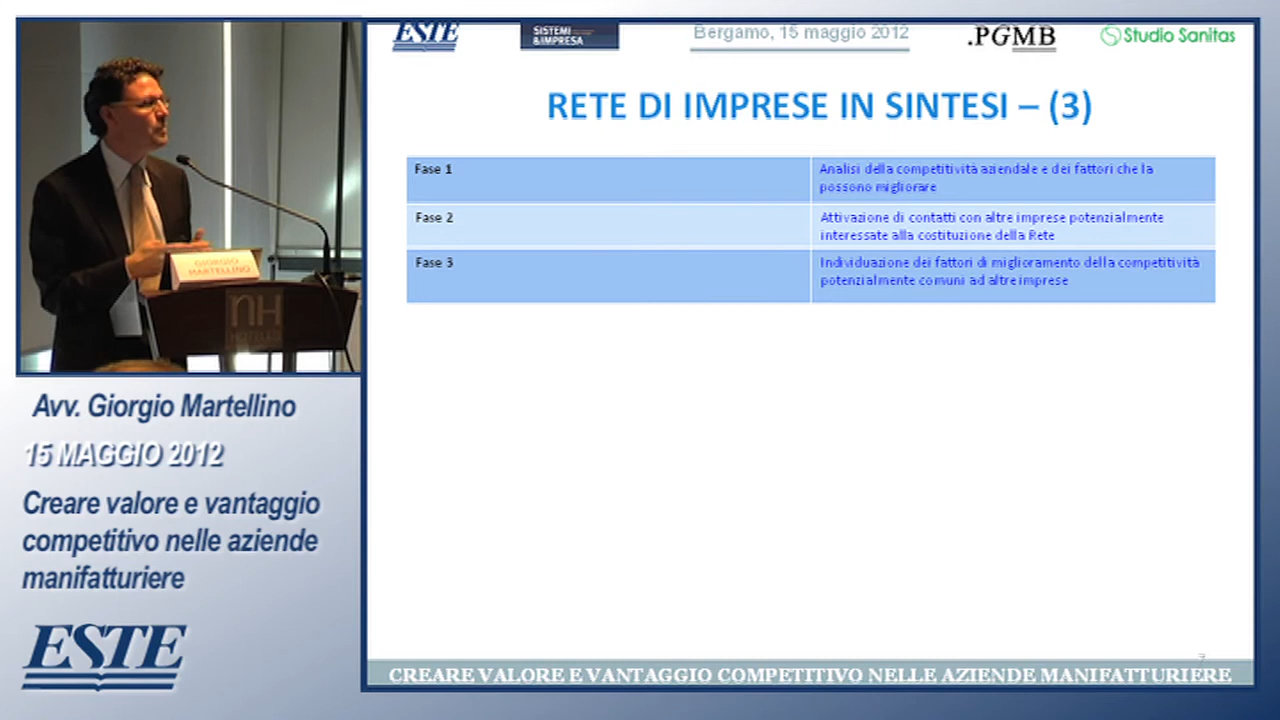 ESTE
SISTEMI
&IMPRESA
Bergamo, 15 maggio 2012
.PGMB
Studio Sanitas
RETE DI IMPRESE IN SINTESI – (3)
Fase 1
Analisi della competitività aziendale e dei fattori che la
possono migliorare
Fase 2
Attivazione di contatti con altre imprese potenzialmente
interessate alla costituzione della Rete
Fase 3
Individuazione dei fattori di miglioramento della competitività
potenzialmente comuni ad altre imprese
GIORGIO
MARTELLINO
NH
HOTELES
Avv. Giorgio Martellino
15 MAGGIO 2012
Creare valore e vantaggio
competitivo nelle aziende
manifatturiere
ESTE
7
CREARE VALORE E VANTAGGIO COMPETITIVO NELLE AZIENDE MANIFATTURIERE